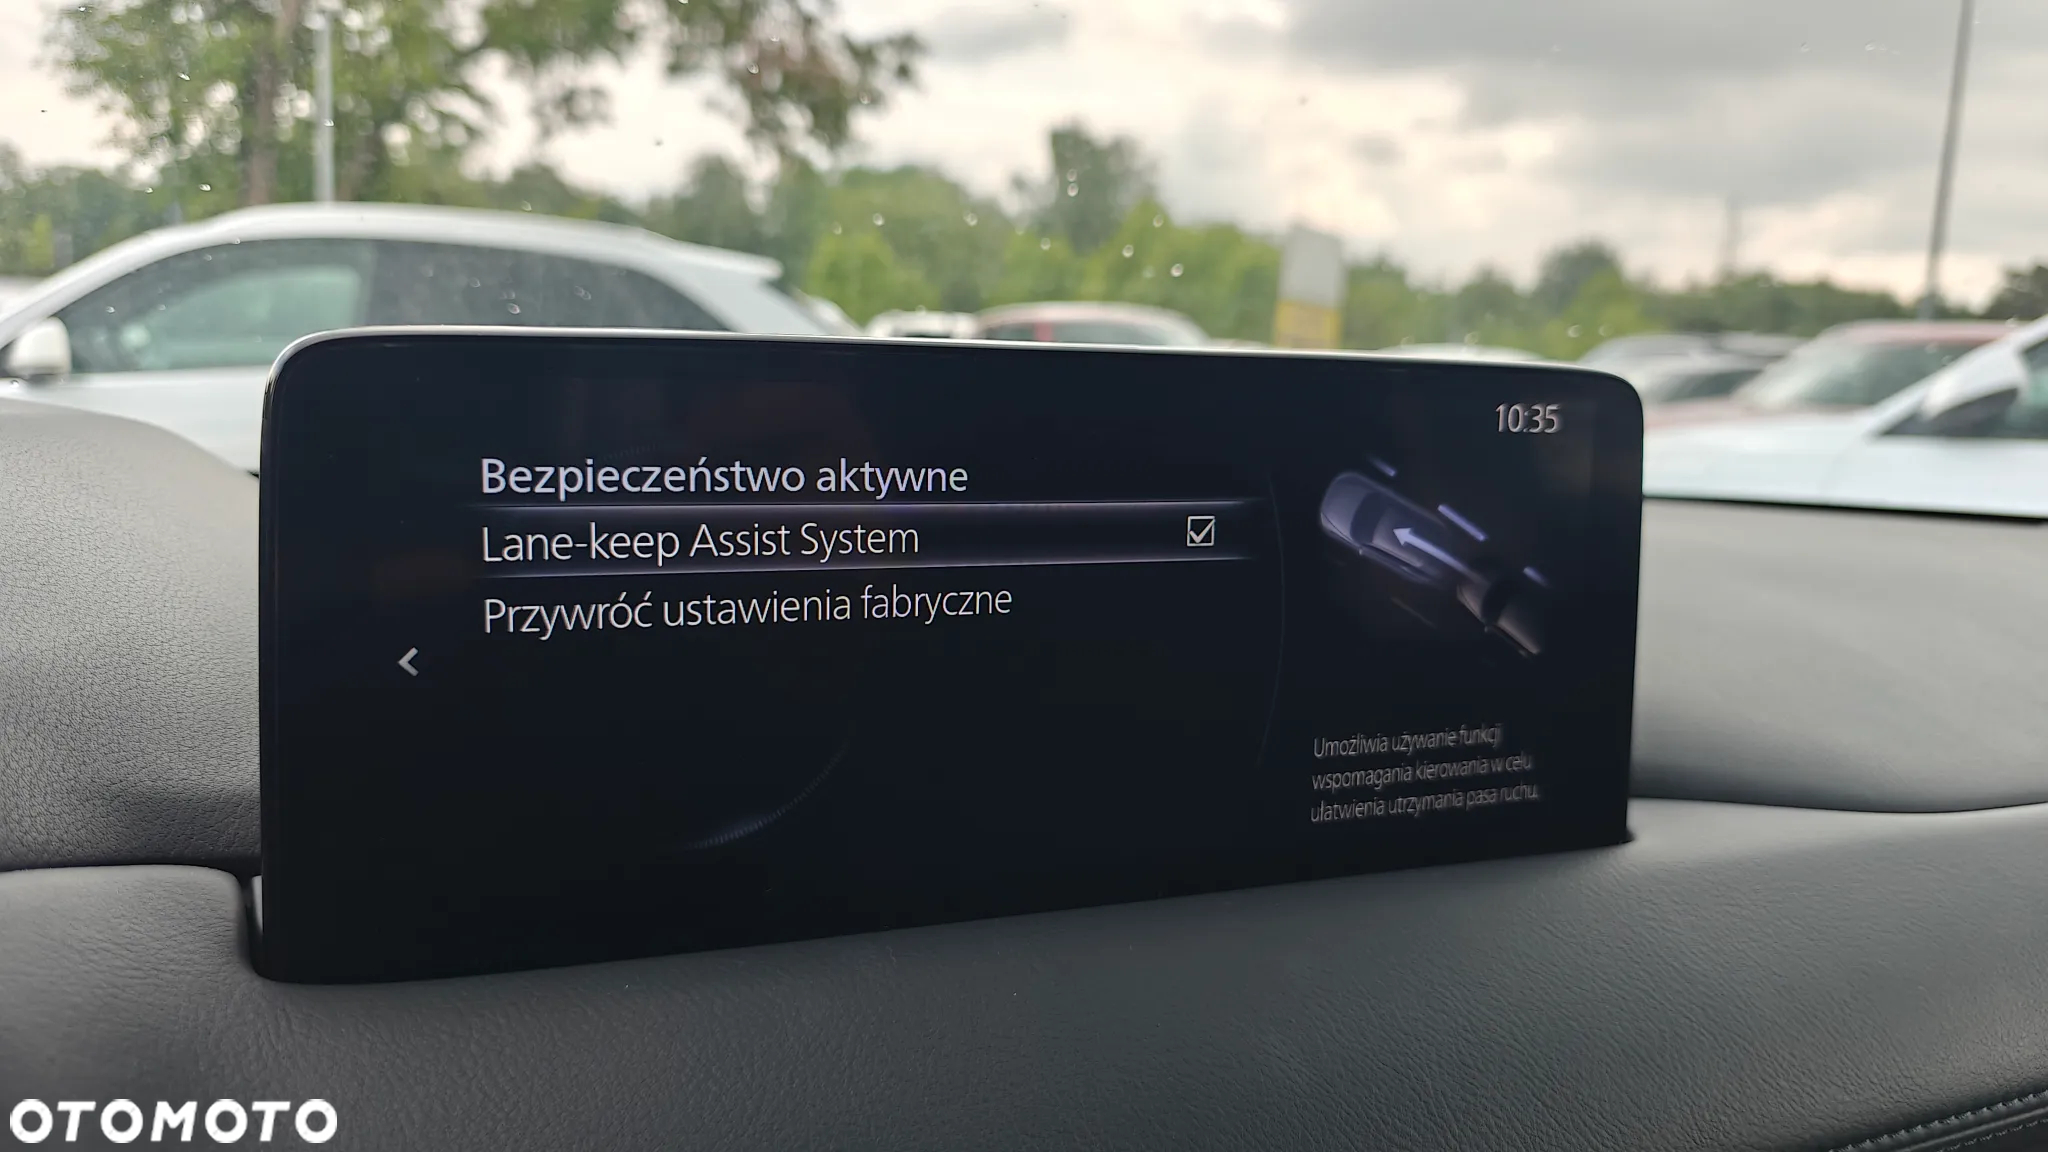 10:35
Bezpieczeństwo aktywne
Lane-keep Assist System
Przywróć ustawienia fabryczne
Umożliwia używanie funkcji
wspomagania kierowania w celu
ułatwienia utrzymania pasa ruchu.
OTOMOTO